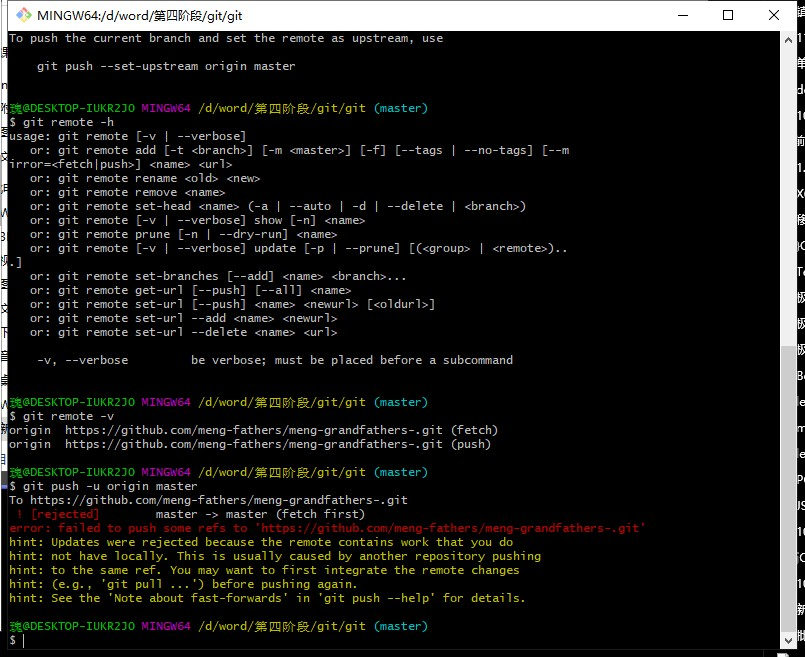 MINGW64:/d/word/第四阶段/git/git
To push the current branch and set the remote as upstream, use
git push --set-upstream origin master
魏@DESKTOP-IUKR2JO MINGW64 /d/word/第四阶段/git/git (master)
$ git remote -h
usage: git remote [-v | --verbose]
or: git remote add [-t <branch>] [-m <master>] [-f] [--tags | --no-tags] [--m
irror=<fetch|push>] <name> <url>
or: git remote rename <old> <new>
or: git remote remove <name>
or: git remote set-head <name> (-a | --auto | -d | --delete | <branch>)
or: git remote [-v | --verbose] show [-n] <name>
or: git remote prune [-n | --dry-run] <name>
or: git remote [-v | --verbose] update [-p | --prune] [(<group> | <remote>)..
.]
or: git remote set-branches [--add] <name> <branch>...
or: git remote get-url [--push] [--all] <name>
or: git remote set-url [--push] <name> <newurl> [<oldurl>]
or: git remote set-url --add <name> <newurl>
or: git remote set-url --delete <name> <url>
-v, --verbose         be verbose; must be placed before a subcommand
魏@DESKTOP-IUKR2JO MINGW64 /d/word/第四阶段/git/git (master)
$ git remote -v
origin  https://github.com/meng-fathers/meng-grandfathers-.git (fetch)
origin  https://github.com/meng-fathers/meng-grandfathers-.git (push)
魏@DESKTOP-IUKR2JO MINGW64 /d/word/第四阶段/git/git (master)
$ git push -u origin master
To https://github.com/meng-fathers/meng-grandfathers-.git
! [rejected]        master -> master (fetch first)
error: failed to push some refs to 'https://github.com/meng-fathers/meng-grandfathers-.git'
hint: Updates were rejected because the remote contains work that you do
hint: not have locally. This is usually caused by another repository pushing
hint: to the same ref. You may want to first integrate the remote changes
hint: (e.g., 'git pull ...') before pushing again.
hint: See the 'Note about fast-forwards' in 'git push --help' for details.
魏@DESKTOP-IUKR2JO MINGW64 /d/word/第四阶段/git/git (master)
$